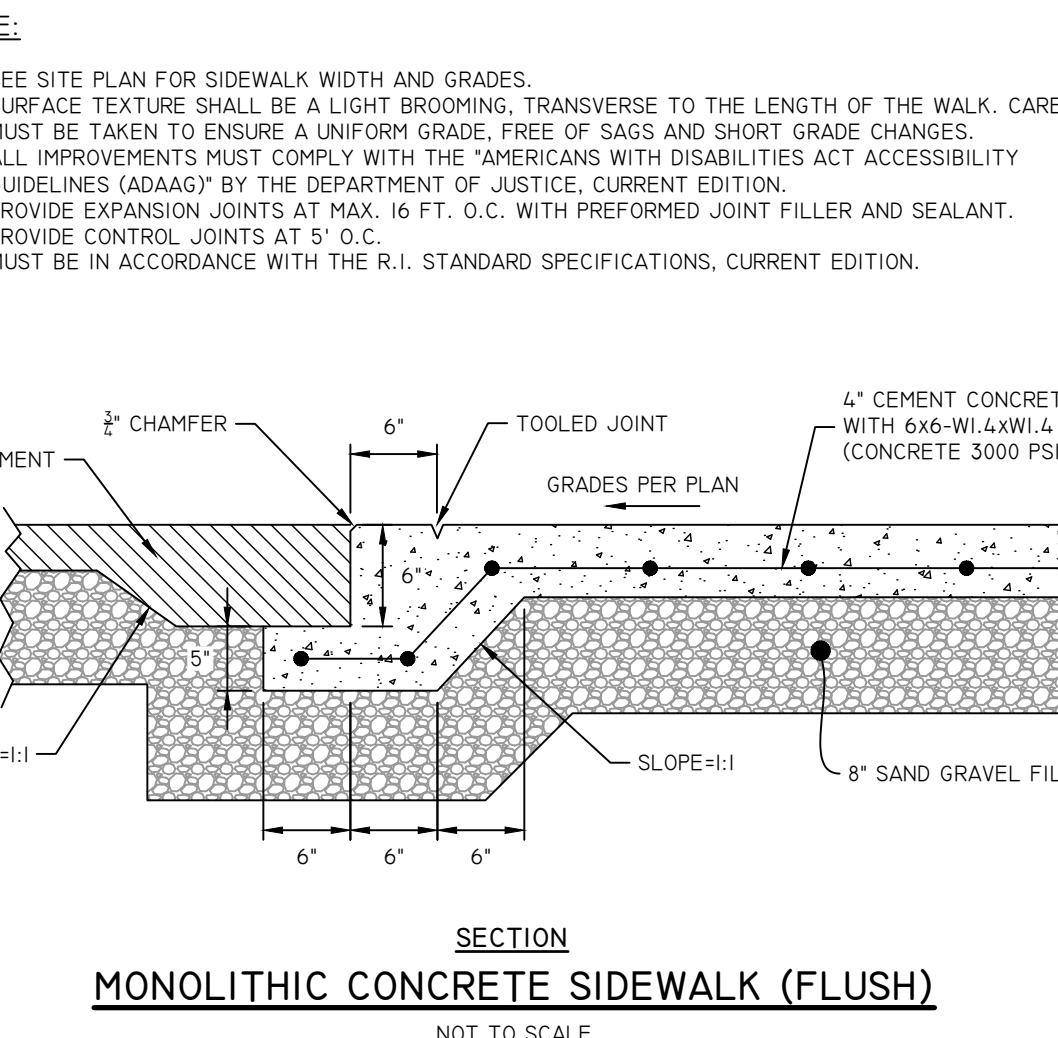 E:
EE SITE PLAN FOR SIDEWALK WIDTH AND GRADES.
SURFACE TEXTURE SHALL BE A LIGHT BROOMING, TRANSVERSE TO THE LENGTH OF THE WALK. CARE
MUST BE TAKEN TO ENSURE A UNIFORM GRADE, FREE OF SAGS AND SHORT GRADE CHANGES.
ALL IMPROVEMENTS MUST COMPLY WITH THE "AMERICANS WITH DISABILITIES ACT ACCESSIBILITY
GUIDELINES (ADAAG)" BY THE DEPARTMENT OF JUSTICE, CURRENT EDITION.
ROVIDE EXPANSION JOINTS AT MAX. 16 FT. O.C. WITH PREFORMED JOINT FILLER AND SEALANT.
ROVIDE CONTROL JOINTS AT 5' O.C.
MUST BE IN ACCORDANCE WITH THE R.I. STANDARD SPECIFICATIONS, CURRENT EDITION.
4" CEMENT CONCRET
WITH 6x6-W1.4xW1.4
(CONCRETE 3000 PSI
3/4" CHAMFER
6"
TOOLED JOINT
MENT
GRADES PER PLAN
6"
5"
=1:1
SLOPE=1:1
8" SAND GRAVEL FIL
6"
6"
6"
SECTION
MONOLITHIC CONCRETE SIDEWALK (FLUSH)
NOT TO SCALE